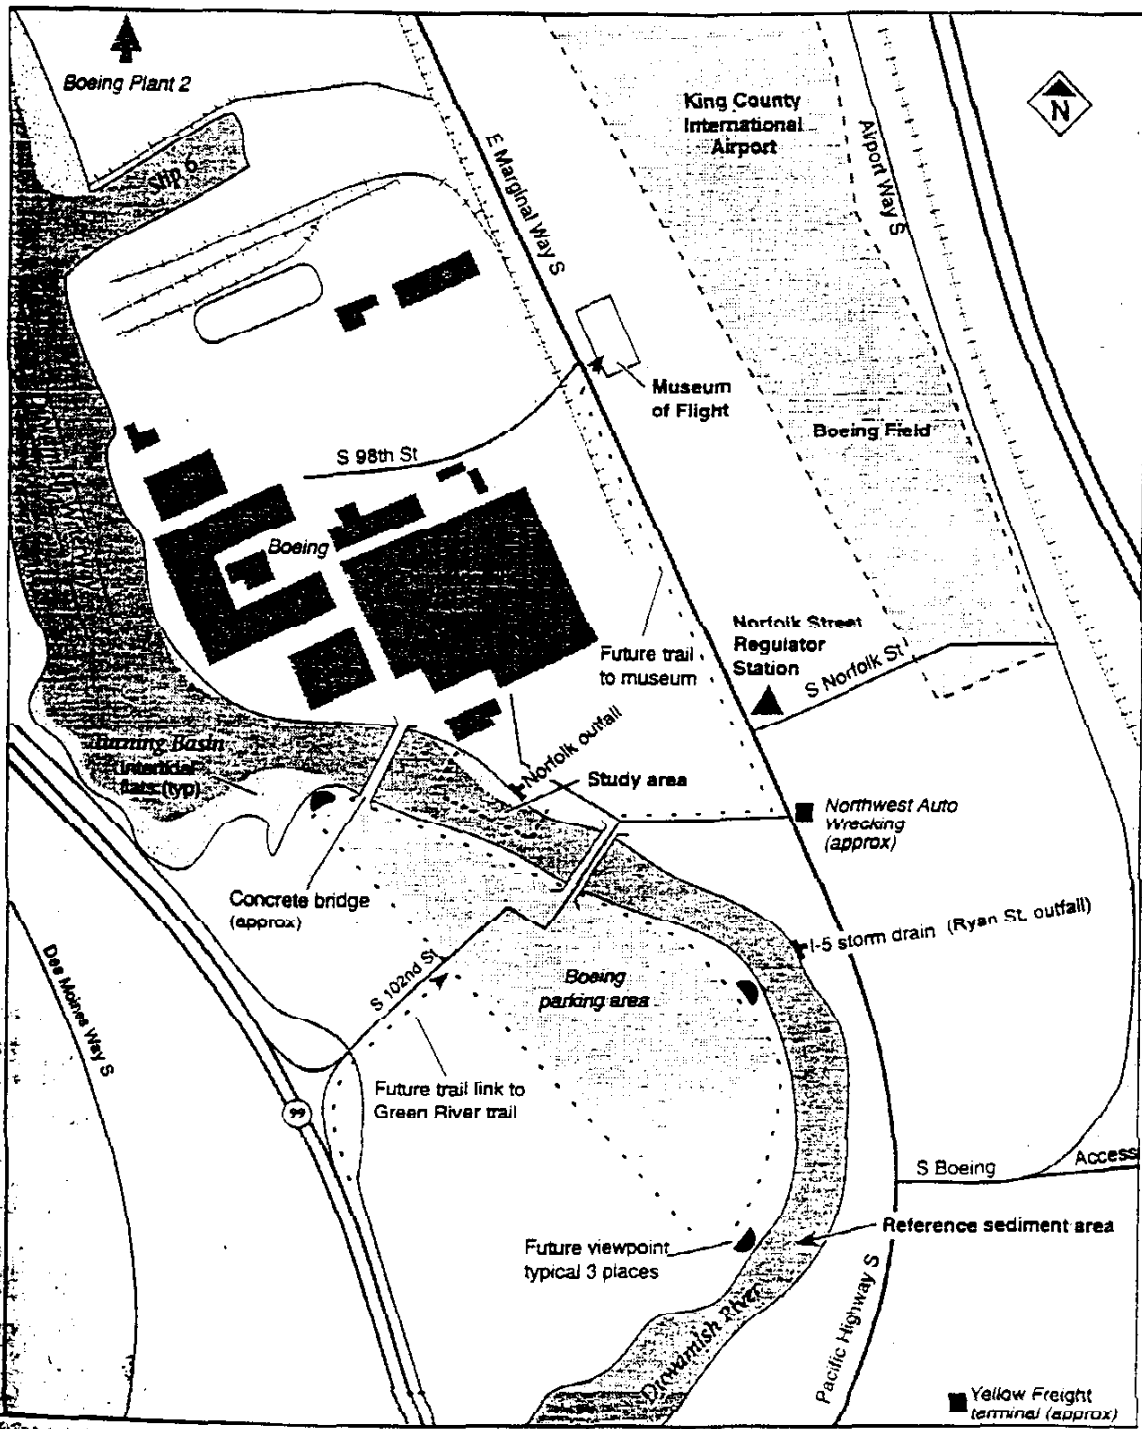 Boeing Plant 2
King County
International
Airport
N
Slip 6
E Marginal Way S
Airport Way S
Museum
of Flight
Boeing Field
S 98th St
Boeing
Norfolk Street
Regulator
Station
S Norfolk St
Future trail
to museum
Turning Basin
Intertidal
flats (typ)
Norfolk outfall
Study area
Northwest Auto
Wrecking
(approx)
Concrete bridge
(approx)
I-5 storm drain (Ryan St. outfall)
Des Moines Way S
S 102nd St
Boeing
parking area
Future trail link to
Green River trail
99
S Boeing
Access
Reference sediment area
Future viewpoint
typical 3 places
Duwamish River
Pacific Highway S
Yellow Freight
terminal (approx)